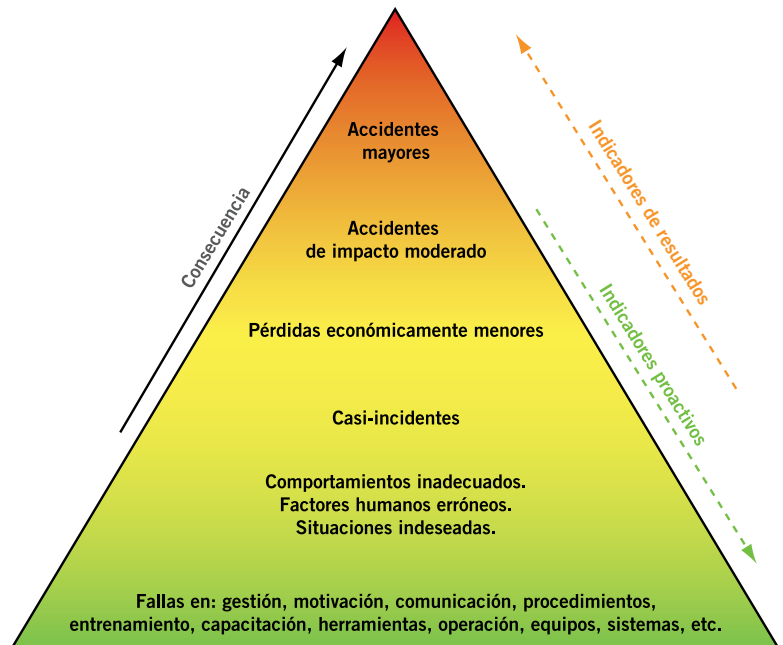 Accidentes
mayores
Consecuencia
Indicadores de resultados
Accidentes
de impacto moderado
Indicadores proactivos
Pérdidas económicamente menores
Casi-incidentes
Comportamientos inadecuados.
Factores humanos erróneos.
Situaciones indeseadas.
Fallas en: gestión, motivación, comunicación, procedimientos,
entrenamiento, capacitación, herramientas, operación, equipos, sistemas, etc.